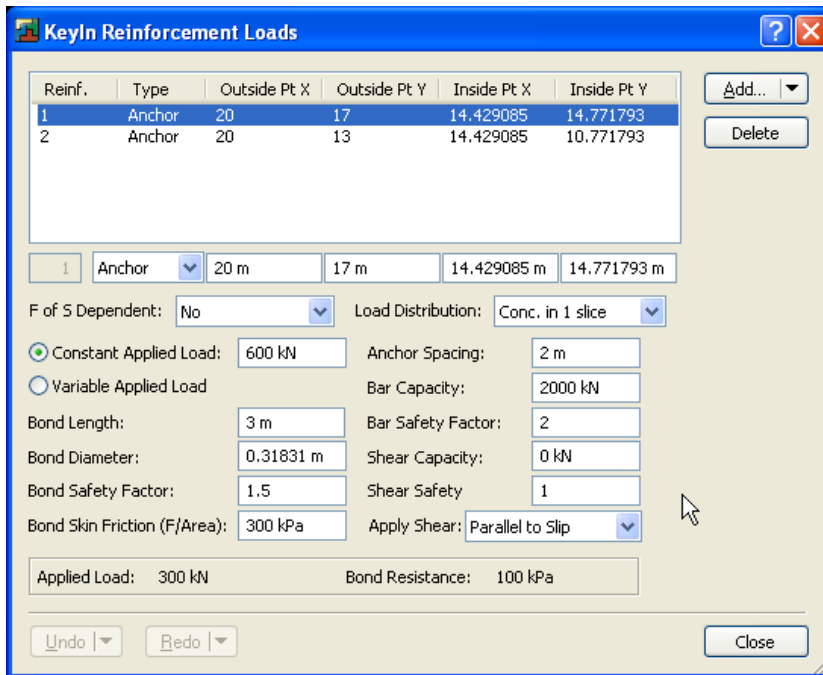 KeyIn Reinforcement Loads
Reinf. Type Outside Pt X Outside Pt Y Inside Pt X Inside Pt Y
1 Anchor 20 17 14.429085 14.771793
2 Anchor 20 13 14.429085 10.771793
Add...
Delete
1 Anchor 20 m 17 m 14.429085 m 14.771793 m
F of S Dependent: No Load Distribution: Conc. in 1 slice
Constant Applied Load: 600 kN Anchor Spacing: 2 m
Variable Applied Load Bar Capacity: 2000 kN
Bond Length: 3 m Bar Safety Factor: 2
Bond Diameter: 0.31831 m Shear Capacity: 0 kN
Bond Safety Factor: 1.5 Shear Safety 1
Bond Skin Friction (F/Area): 300 kPa Apply Shear: Parallel to Slip
Applied Load: 300 kN Bond Resistance: 100 kPa
Undo Redo Close